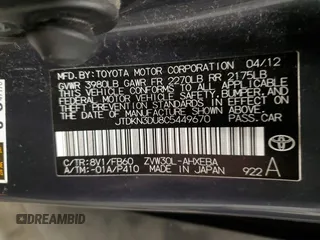 MFD.BY:TOYOTA MOTOR CORPORATION 04/12
GVWR 3980LB GAWR FR 2270LB RR 2175LB
THIS VEHICLE CONFORMS TO ALL APPLICABLE
FEDERAL MOTOR VEHICLE SAFETY, BUMPER, AND THEFT
PREVENTION STANDARDS IN EFFECT ON THE DATE
OF MANUFACTURE SHOWN ABOVE.
JTDKN3DU8C5449670 PASS.CAR
C/TR:8V1/FB60 ZVW30L-AHXEBA
A/TM:-01A/P410 MADE IN JAPAN 922 A
TOYOTA
© DREAMBID